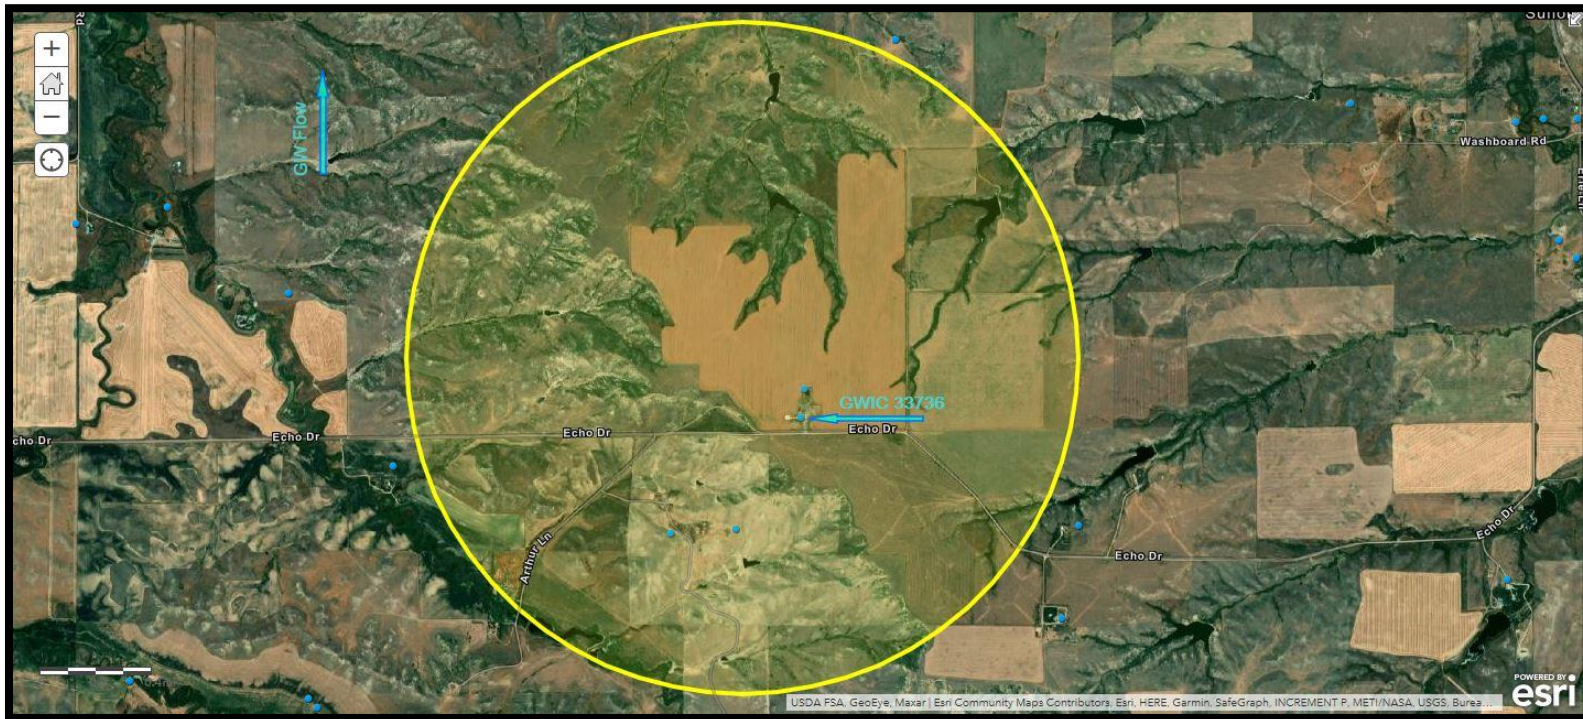 Rd
GW Flow
Washboard Rd
GWIC 33736
cho Dr
Echo Dr
Echo Dr
Echo Dr
Arthur Ln
Echo Dr
Echo Dr
USDA FSA, GeoEye, Maxar | Esri Community Maps Contributors, Esri, HERE, Garmin, SafeGraph, INCREMENT P, METI/NASA, USGS, Burea...
POWERED BY
esri